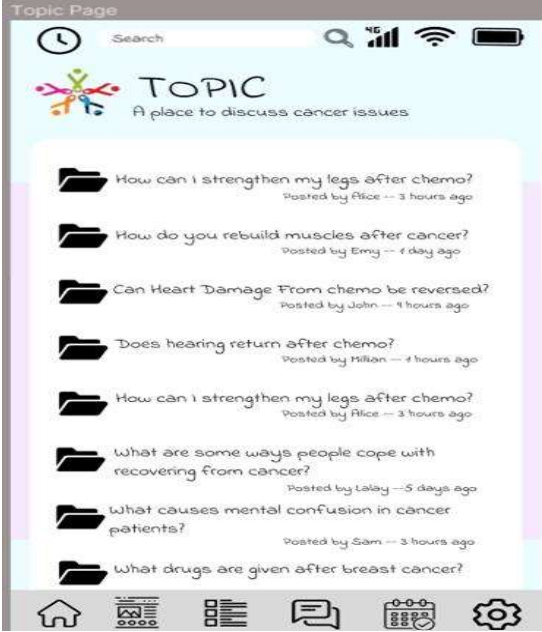 Topic Page
Search
4G
TOPIC
A place to discuss cancer issues
How can I strengthen my legs after chemo?
Posted by Alice -- 3 hours ago
How do you rebuild muscles after cancer?
Posted by Emy -- 1 day ago
Can Heart Damage From chemo be reversed?
Posted by John -- 9 hours ago
Does hearing return after chemo?
Posted by Millian -- 1 hours ago
How can I strengthen my legs after chemo?
Posted by Alice -- 3 hours ago
What are some ways people cope with
recovering from cancer?
Posted by Lalay --5 days ago
What causes mental confusion in cancer
patients?
Posted by Sam -- 3 hours ago
What drugs are given after breast cancer?